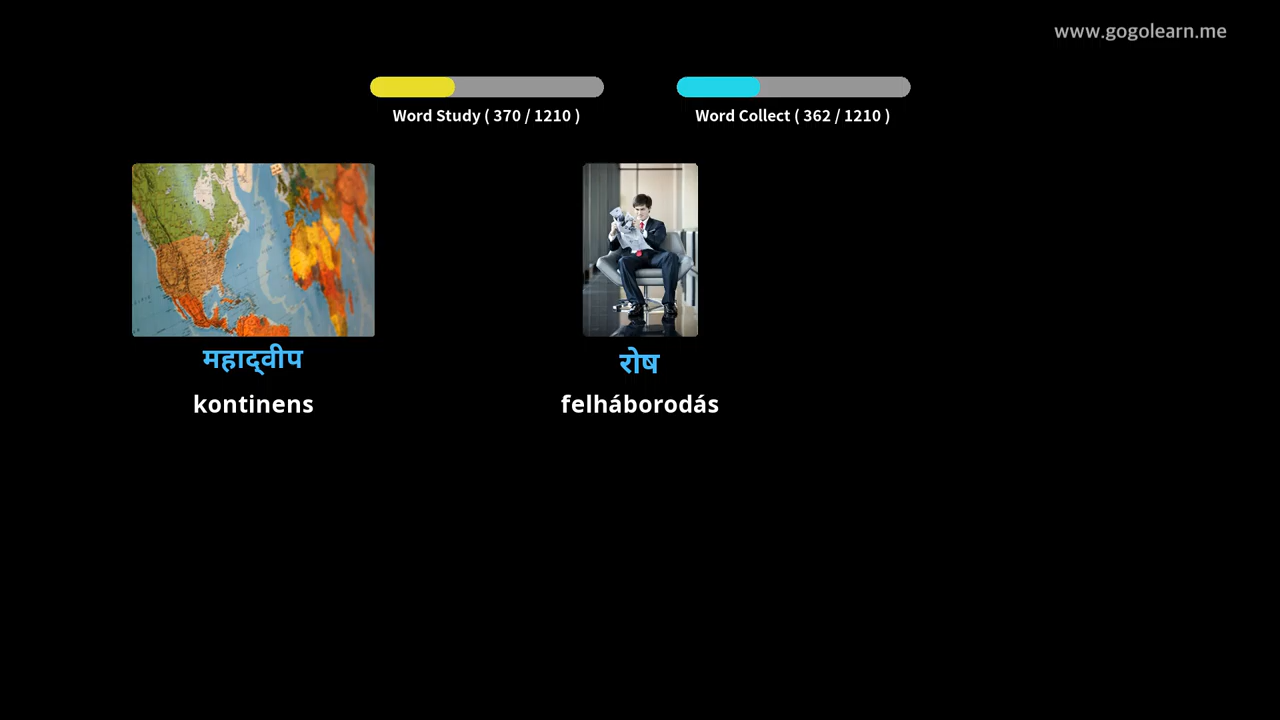 www.gogolearn.me
Word Study ( 370 / 1210 )
Word Collect ( 362 / 1210 )
महाद्वीप
रोष
kontinens
felháborodás